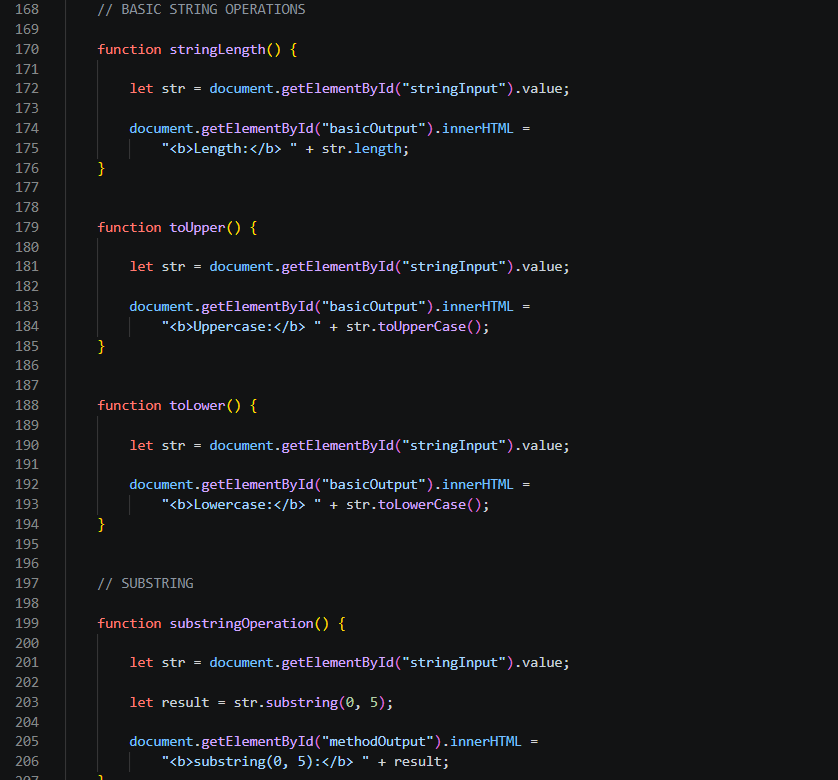 168 // BASIC STRING OPERATIONS
169
170 function stringLength() {
171
172 let str = document.getElementById("stringInput").value;
173
174 document.getElementById("basicOutput").innerHTML =
175 "<b>Length:</b> " + str.length;
176 }
177
178
179 function toUpper() {
180
181 let str = document.getElementById("stringInput").value;
182
183 document.getElementById("basicOutput").innerHTML =
184 "<b>Uppercase:</b> " + str.toUpperCase();
185 }
186
187
188 function toLower() {
189
190 let str = document.getElementById("stringInput").value;
191
192 document.getElementById("basicOutput").innerHTML =
193 "<b>Lowercase:</b> " + str.toLowerCase();
194 }
195
196
197 // SUBSTRING
198
199 function substringOperation() {
200
201 let str = document.getElementById("stringInput").value;
202
203 let result = str.substring(0, 5);
204
205 document.getElementById("methodOutput").innerHTML =
206 "<b>substring(0, 5):</b> " + result;